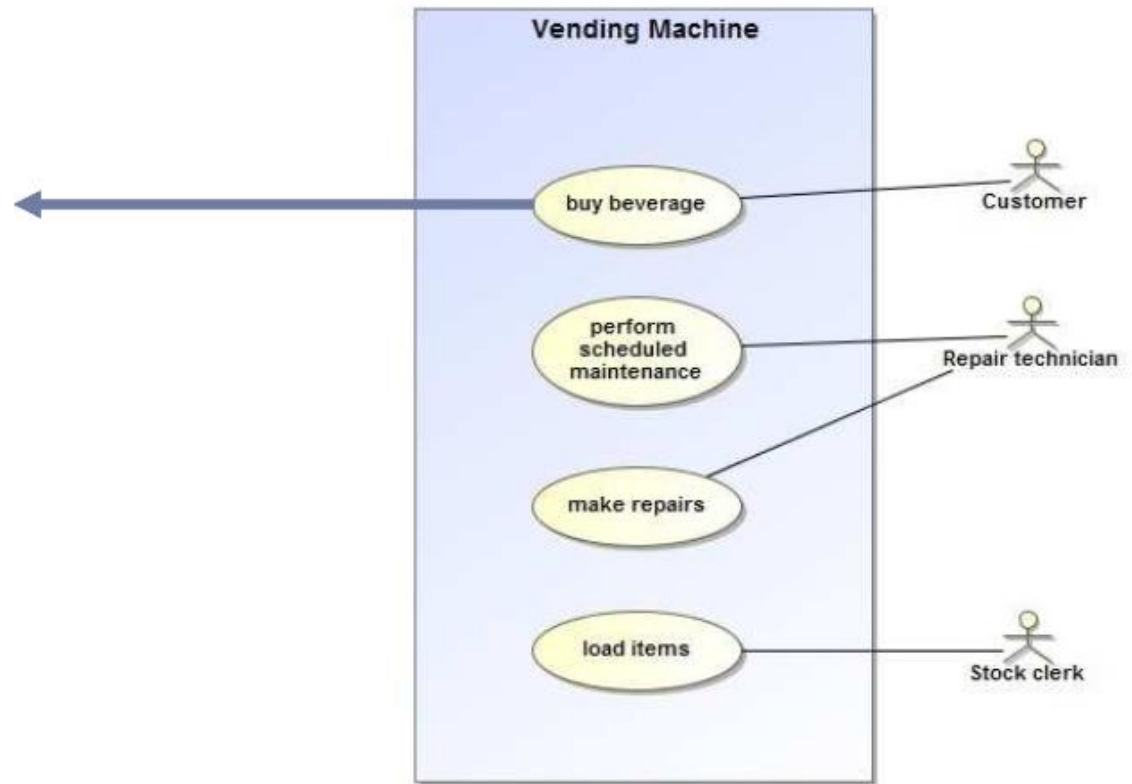 Vending Machine
buy beverage
Customer
perform
scheduled
maintenance
Repair technician
make repairs
load items
Stock clerk